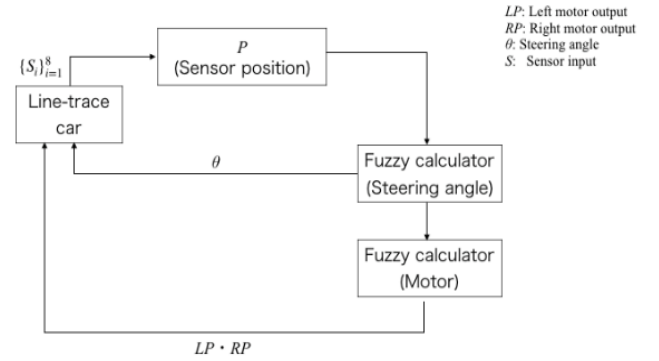 LP: Left motor output
RP: Right motor output
θ: Steering angle
S: Sensor input
P
(Sensor position)
{Sᵢ}⁸ᵢ₌₁
Line-trace
car
θ
Fuzzy calculator
(Steering angle)
Fuzzy calculator
(Motor)
LP・RP